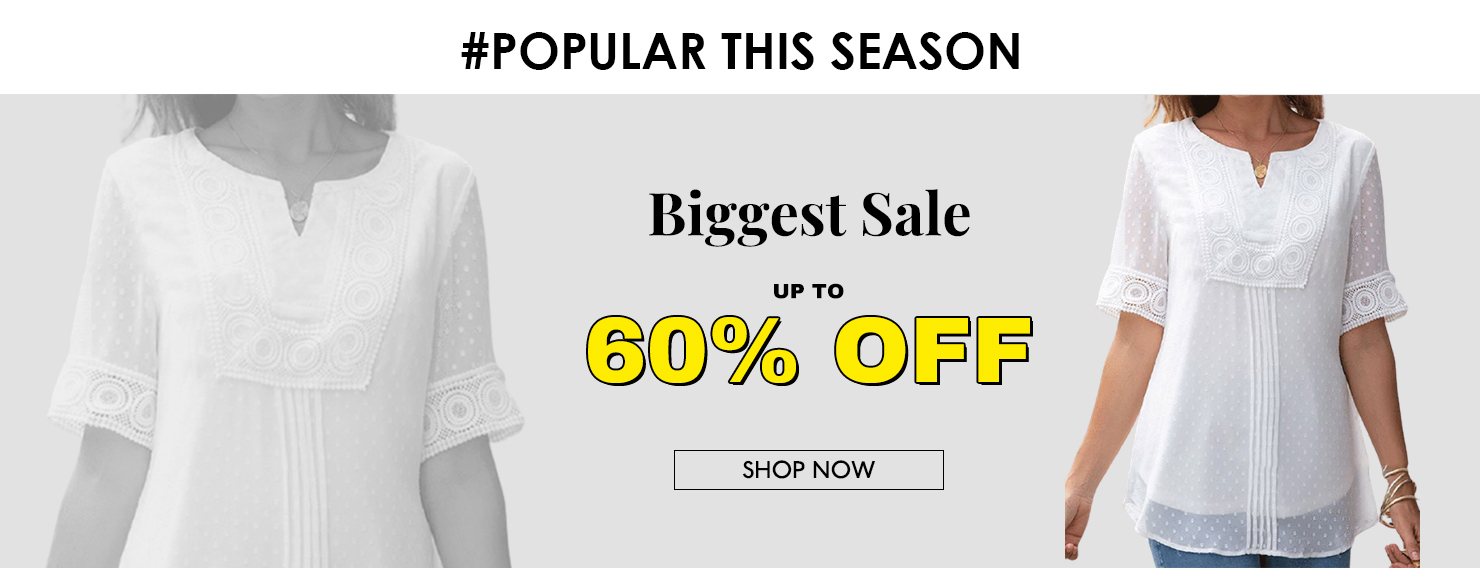 #POPULAR THIS SEASON
Biggest Sale
UP TO
60% OFF
SHOP NOW